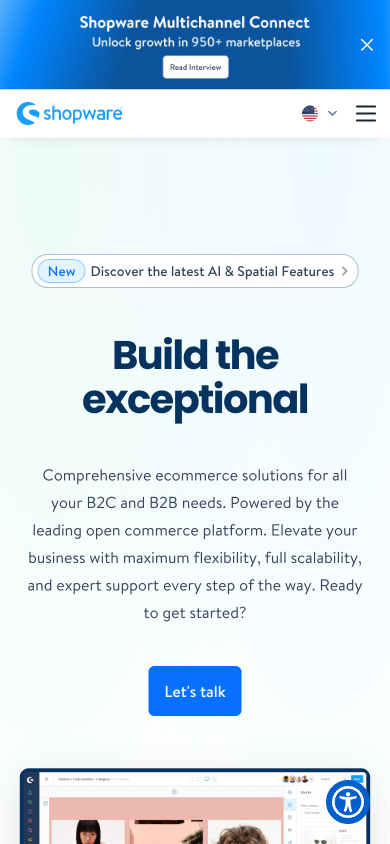 Shopware Multichannel Connect
Unlock growth in 950+ marketplaces
Read Interview
shopware
New Discover the latest AI & Spatial Features
Build the
exceptional
Comprehensive ecommerce solutions for all
your B2C and B2B needs. Powered by the
leading open commerce platform. Elevate your
business with maximum flexibility, full scalability,
and expert support every step of the way. Ready
to get started?
Let's talk
Blocks